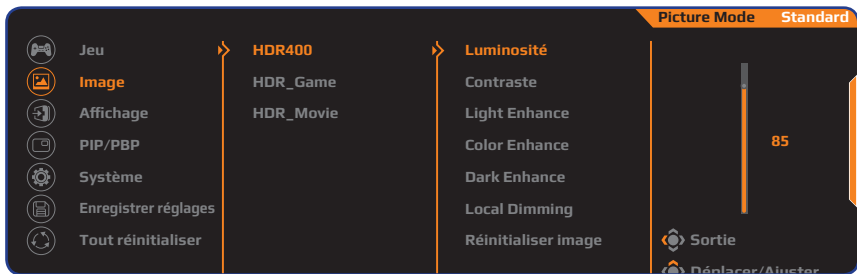 Picture Mode Standard
Jeu
Image
Affichage
PIP/PBP
Système
Enregistrer réglages
Tout réinitialiser
HDR400
HDR_Game
HDR_Movie
Luminosité
Contraste
Light Enhance
Color Enhance
Dark Enhance
Local Dimming
Réinitialiser image
85
Sortie
Déplacer/Ajuster